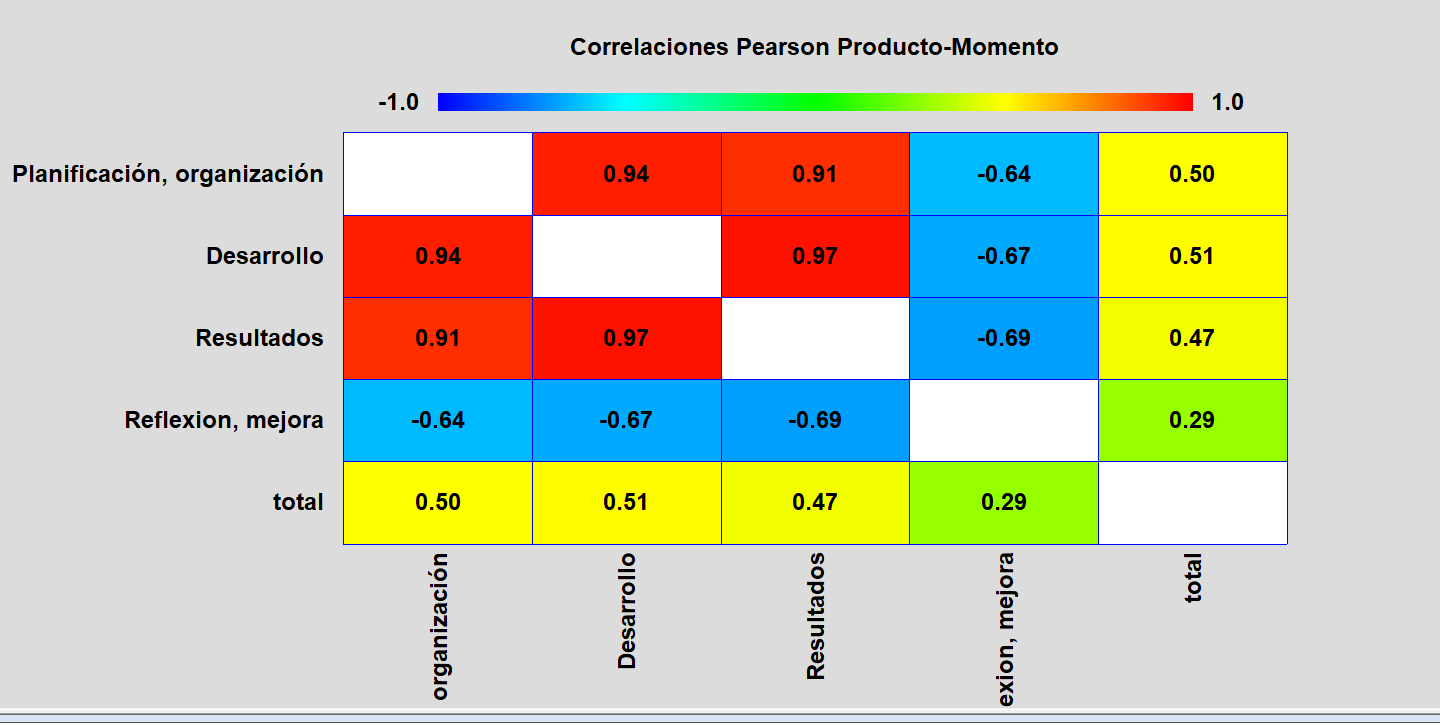 Correlaciones Pearson Producto-Momento
-1.0 1.0
Planificación, organización 0.94 0.91 -0.64 0.50
Desarrollo 0.94 0.97 -0.67 0.51
Resultados 0.91 0.97 -0.69 0.47
Reflexion, mejora -0.64 -0.67 -0.69 0.29
total 0.50 0.51 0.47 0.29
organización
Desarrollo
Resultados
exion, mejora
total